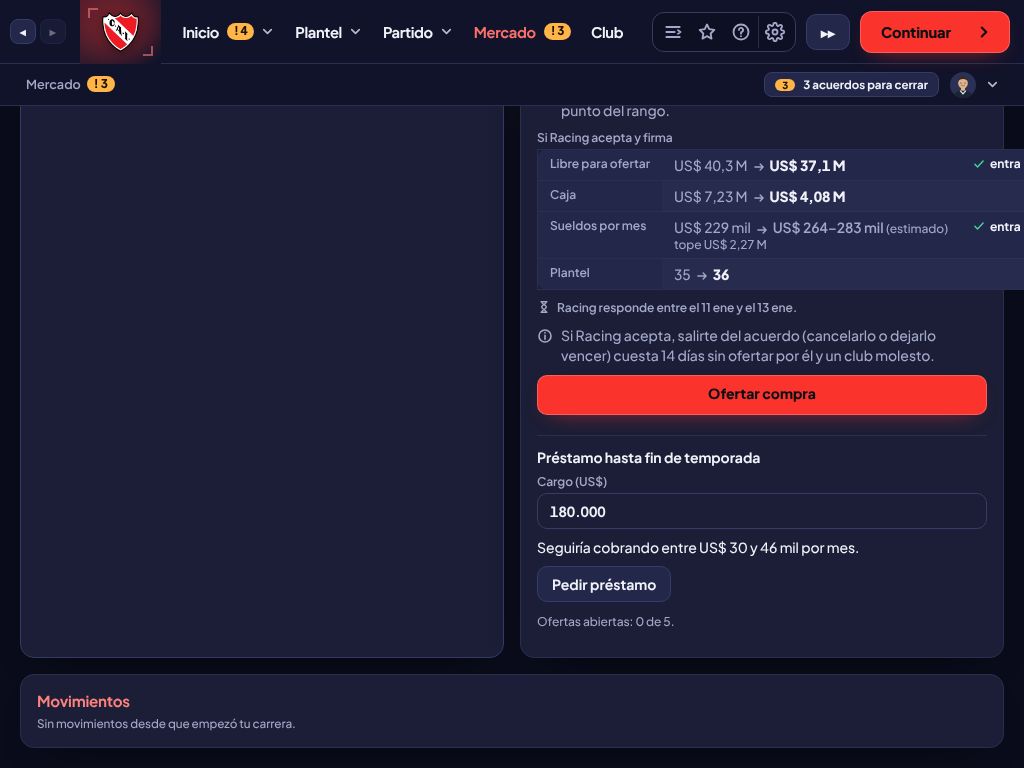 Inicio ! 4
Plantel
Partido
Mercado ! 3
Club
Continuar
Mercado ! 3
3 3 acuerdos para cerrar
punto del rango.
Si Racing acepta y firma
Libre para ofertar US$ 40,3 M → US$ 37,1 M ✓ entra
Caja US$ 7,23 M → US$ 4,08 M
Sueldos por mes US$ 229 mil → US$ 264–283 mil (estimado) ✓ entra
tope US$ 2,27 M
Plantel 35 → 36
Racing responde entre el 11 ene y el 13 ene.
Si Racing acepta, salirte del acuerdo (cancelarlo o dejarlo
vencer) cuesta 14 días sin ofertar por él y un club molesto.
Ofertar compra
Préstamo hasta fin de temporada
Cargo (US$)
180.000
Seguiría cobrando entre US$ 30 y 46 mil por mes.
Pedir préstamo
Ofertas abiertas: 0 de 5.
Movimientos
Sin movimientos desde que empezó tu carrera.